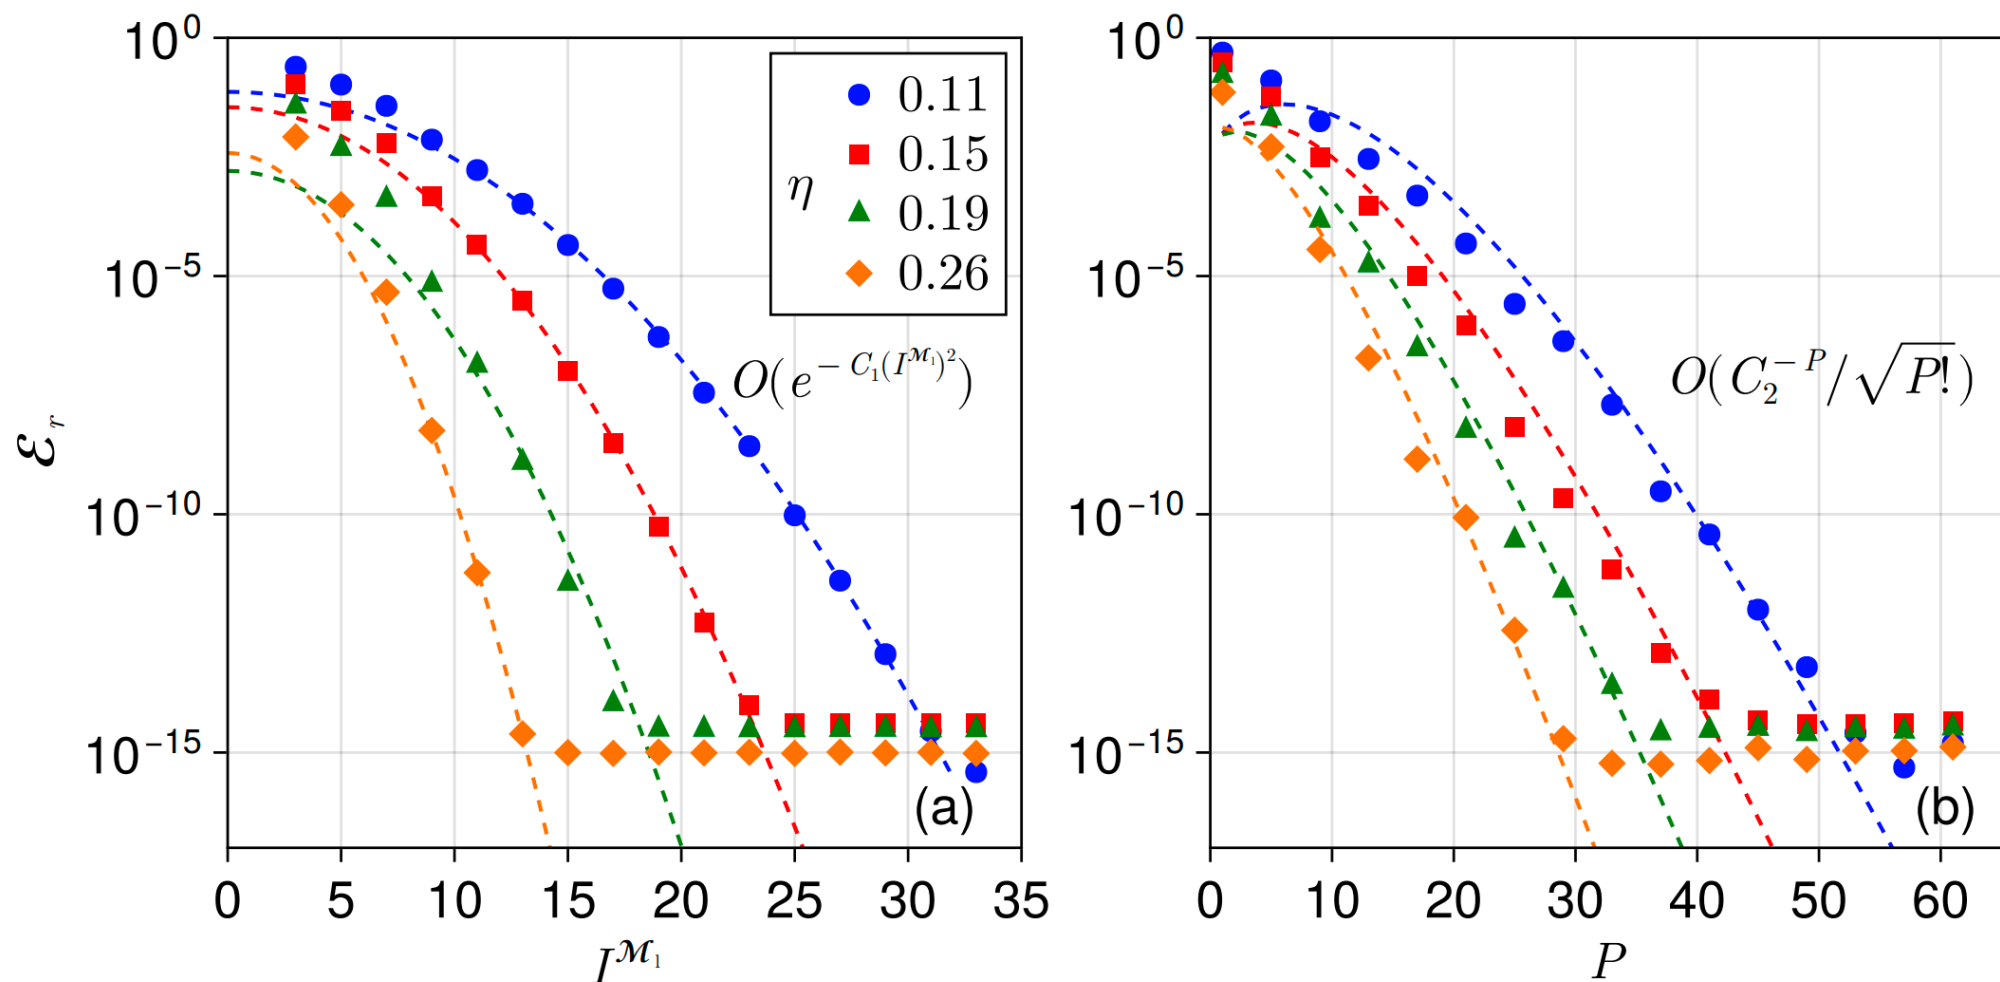 10^0
10^{-5}
10^{-10}
10^{-15}
ℰ_r
η
0.11
0.15
0.19
0.26
O(e^{-C_1(I^{ℳ_1})^2})
(a)
0 5 10 15 20 25 30 35
I^{ℳ_1}
10^0
10^{-5}
10^{-10}
10^{-15}
O(C_2^{-P}/√P!)
(b)
0 10 20 30 40 50 60
P